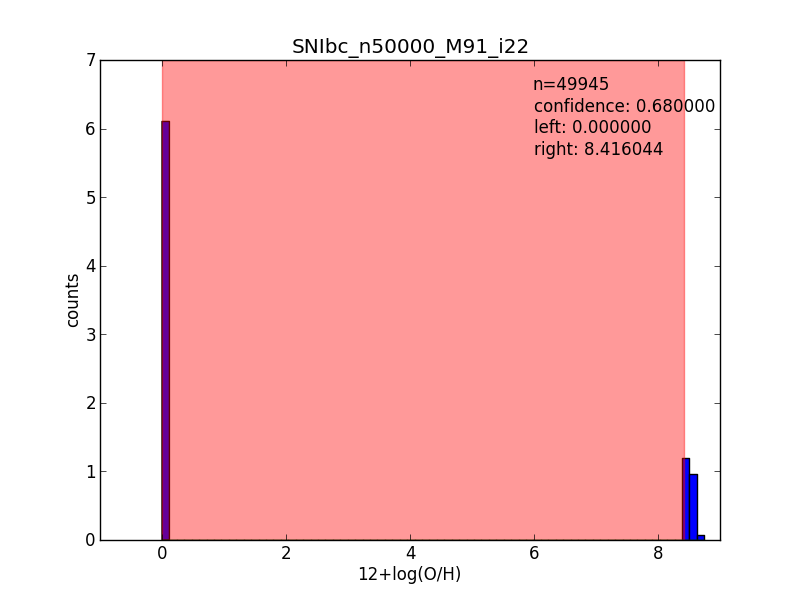 SNIbc_n50000_M91_i22
n=49945
confidence: 0.680000
left: 0.000000
right: 8.416044
7
6
5
4
3
2
1
0
counts
0 2 4 6 8
12+log(O/H)